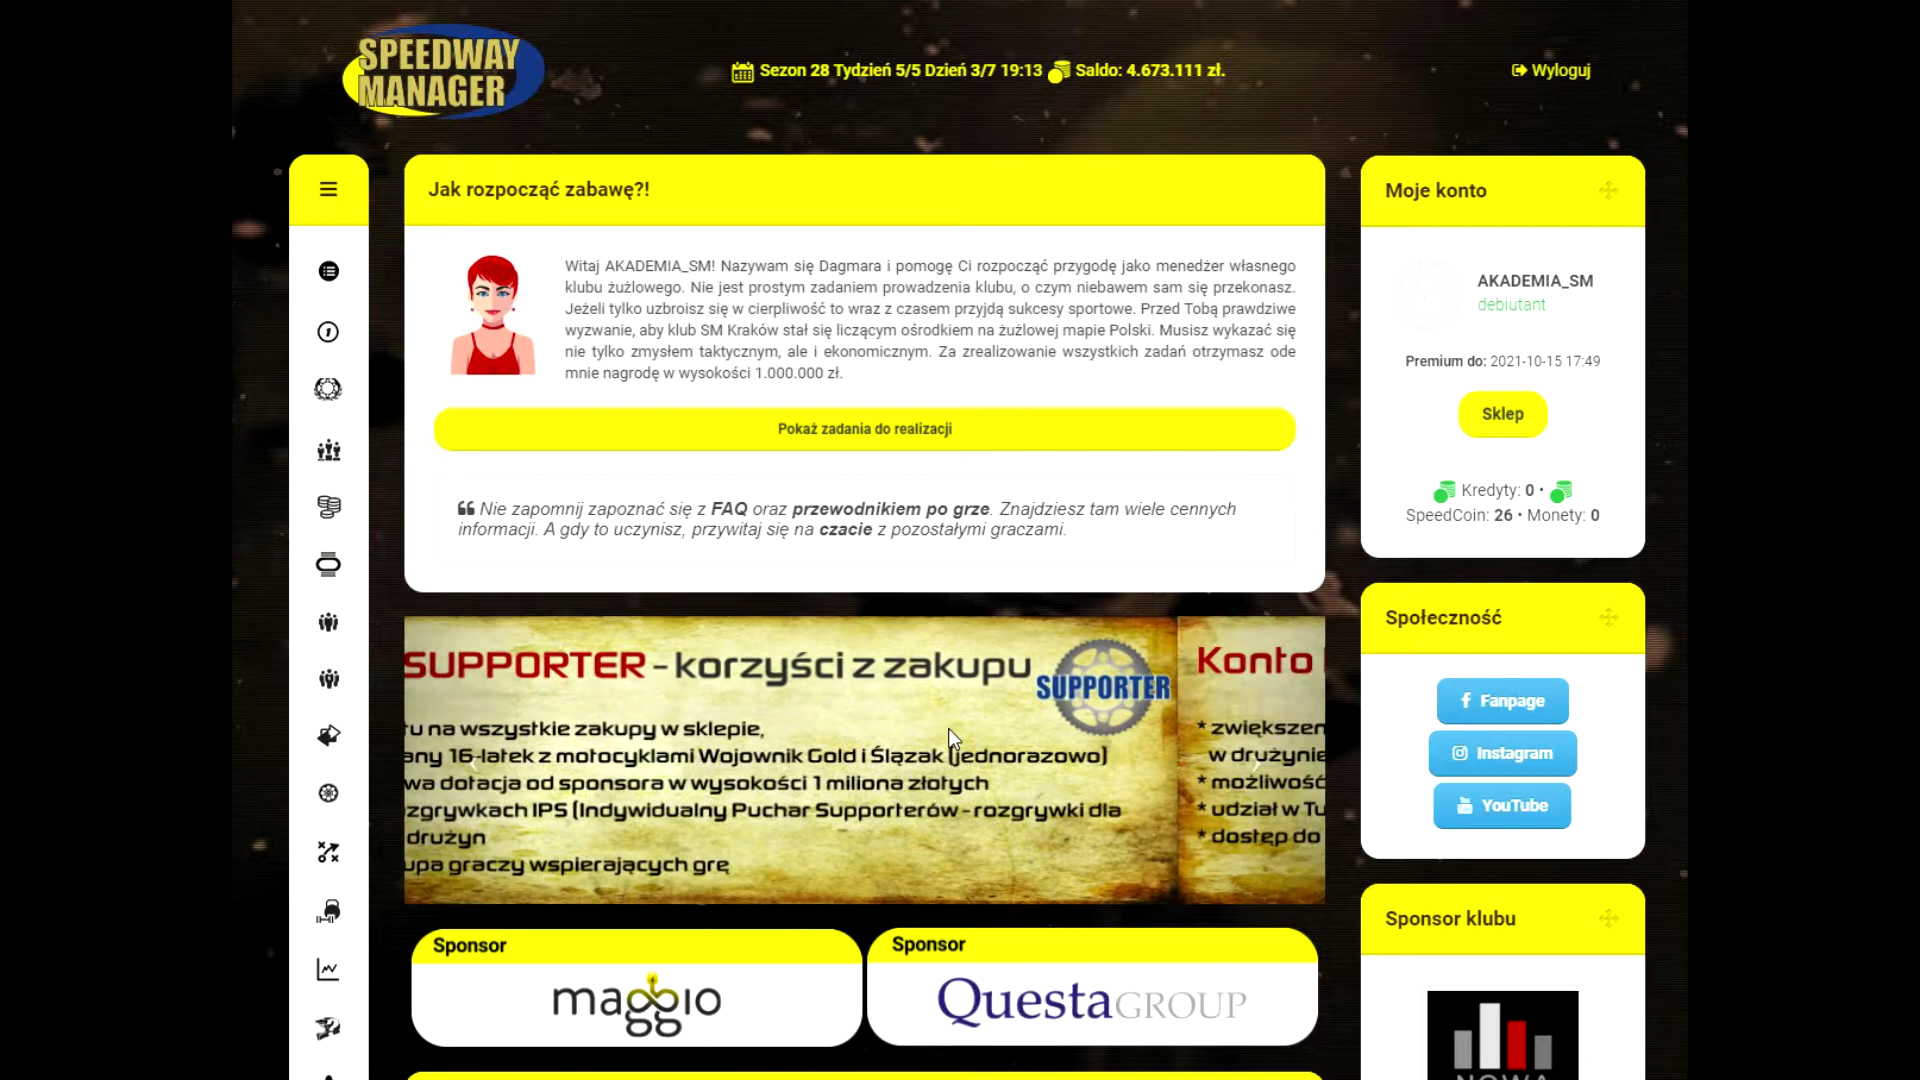 SPEEDWAY
MANAGER
Sezon 28 Tydzień 5/5 Dzień 3/7 19:13 Saldo: 4.673.111 zł.
Wyloguj
Jak rozpocząć zabawę?!
Witaj AKADEMIA_SM! Nazywam się Dagmara i pomogę Ci rozpocząć przygodę jako menedżer własnego
klubu żużlowego. Nie jest prostym zadaniem prowadzenia klubu, o czym niebawem sam się przekonasz.
Jeżeli tylko uzbroisz się w cierpliwość to wraz z czasem przyjdą sukcesy sportowe. Przed Tobą prawdziwe
wyzwanie, aby klub SM Kraków stał się liczącym ośrodkiem na żużlowej mapie Polski. Musisz wykazać się
nie tylko zmysłem taktycznym, ale i ekonomicznym. Za zrealizowanie wszystkich zadań otrzymasz ode
mnie nagrodę w wysokości 1.000.000 zł.
Pokaż zadania do realizacji
Nie zapomnij zapoznać się z FAQ oraz przewodnikiem po grze. Znajdziesz tam wiele cennych
informacji. A gdy to uczynisz, przywitaj się na czacie z pozostałymi graczami.
SUPPORTER - korzyści z zakupu
SUPPORTER
tu na wszystkie zakupy w sklepie,
any 16-latek z motocyklami Wojownik Gold i Ślązak (jednorazowo)
wa dotacja od sponsora w wysokości 1 miliona złotych
zgrywkach IPS (Indywidualny Puchar Supporterów - rozgrywki dla
drużyn
upa graczy wspierających grę
Konto
* zwiększen
w drużynie
* możliwość
* udział w Tu
* dostęp do
Sponsor
maggio
Sponsor
QuestaGROUP
Moje konto
AKADEMIA_SM
debiutant
Premium do: 2021-10-15 17:49
Sklep
Kredyty: 0 •
SpeedCoin: 26 • Monety: 0
Społeczność
Fanpage
Instagram
YouTube
Sponsor klubu
NOWA